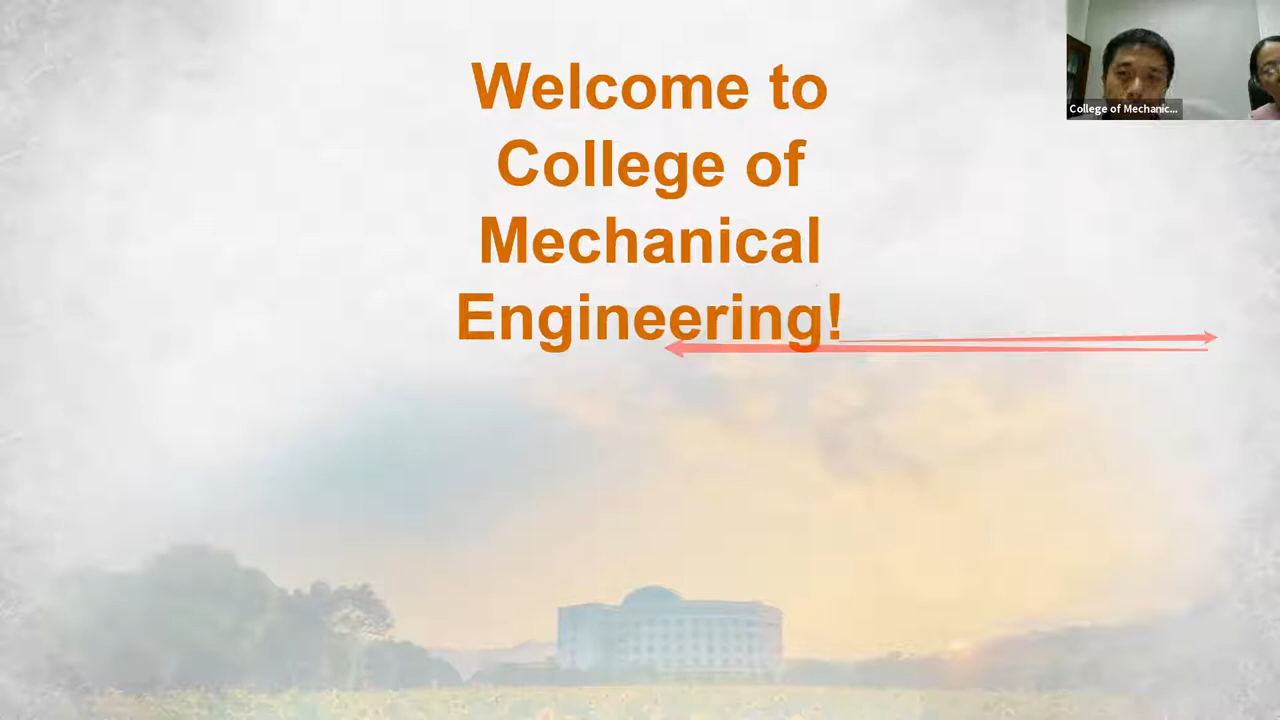 Welcome to
College of
Mechanical
Engineering!
College of Mechanic...